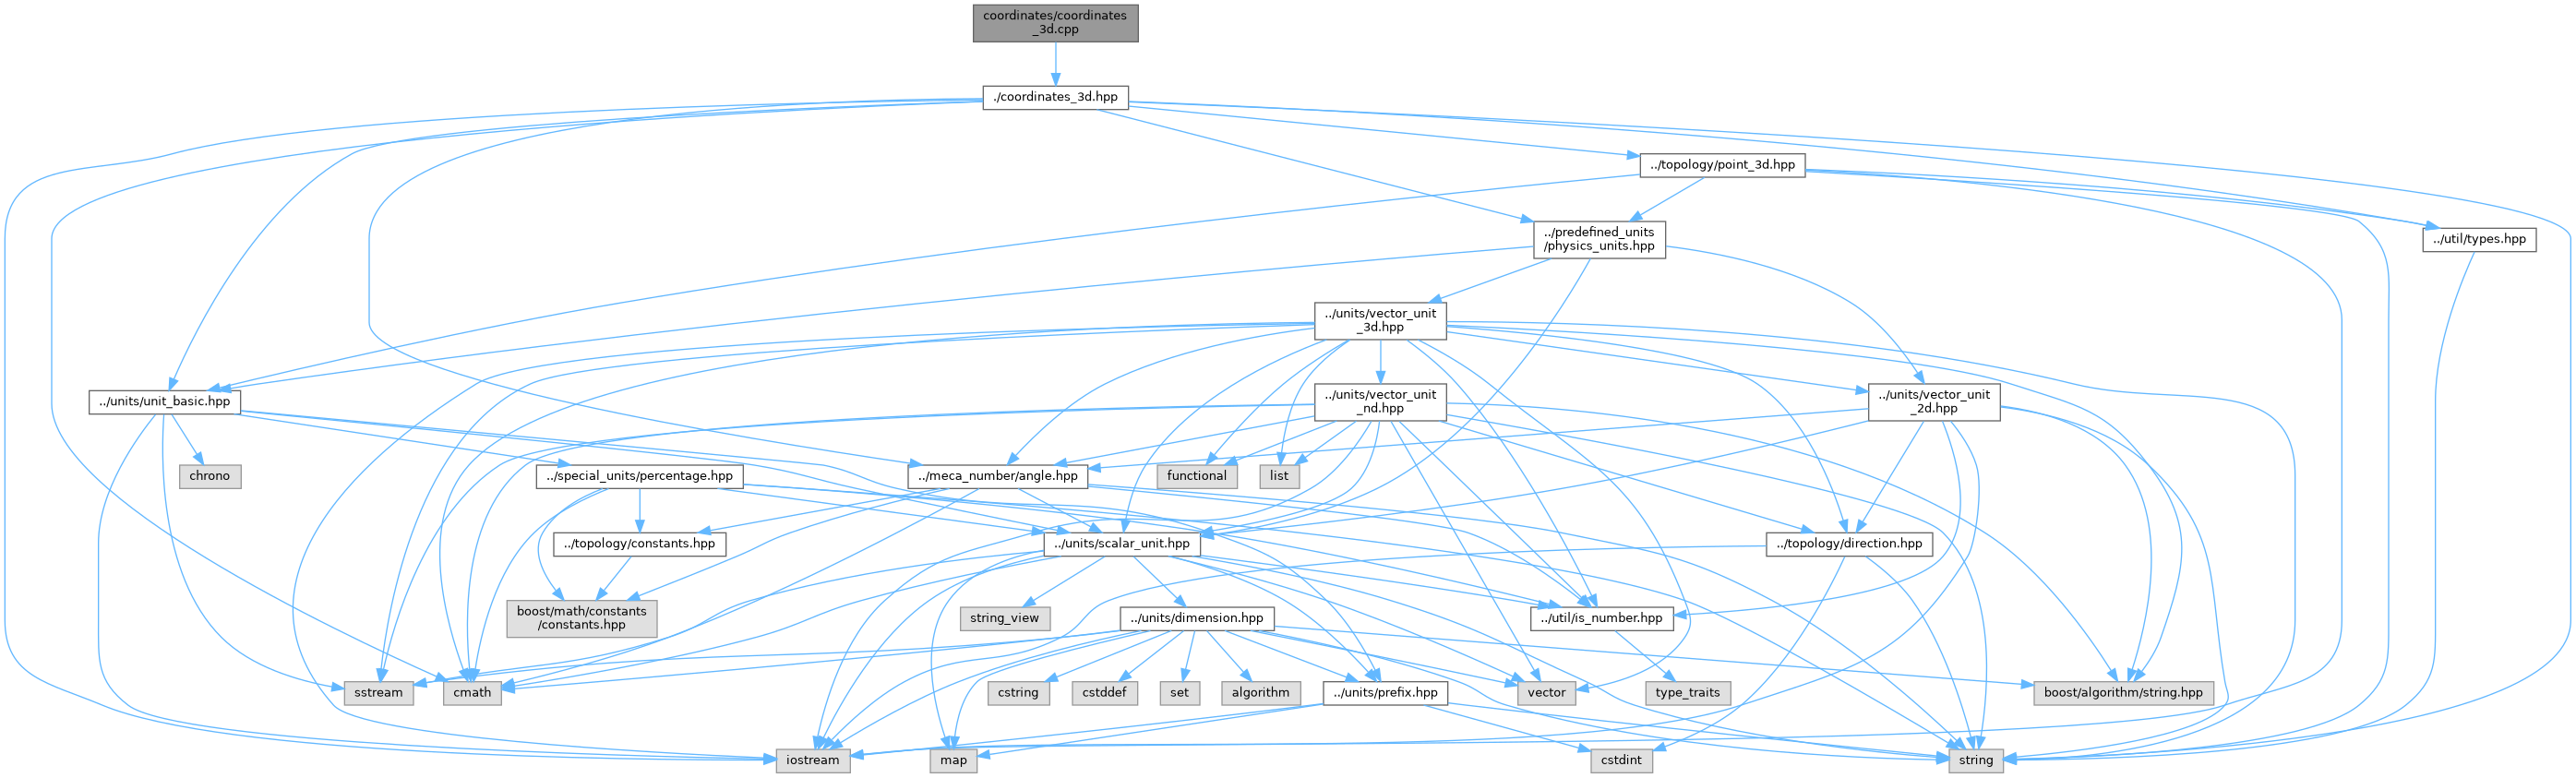 coordinates/coordinates
_3d.cpp
./coordinates_3d.hpp
../topology/point_3d.hpp
../predefined_units
/physics_units.hpp
../util/types.hpp
../units/vector_unit
_3d.hpp
../units/unit_basic.hpp
../units/vector_unit
_nd.hpp
../units/vector_unit
_2d.hpp
chrono
../special_units/percentage.hpp
../meca_number/angle.hpp
functional
list
../topology/constants.hpp
../units/scalar_unit.hpp
../topology/direction.hpp
boost/math/constants
/constants.hpp
string_view
../units/dimension.hpp
../util/is_number.hpp
sstream
cmath
cstring
cstddef
set
algorithm
../units/prefix.hpp
vector
type_traits
boost/algorithm/string.hpp
iostream
map
cstdint
string